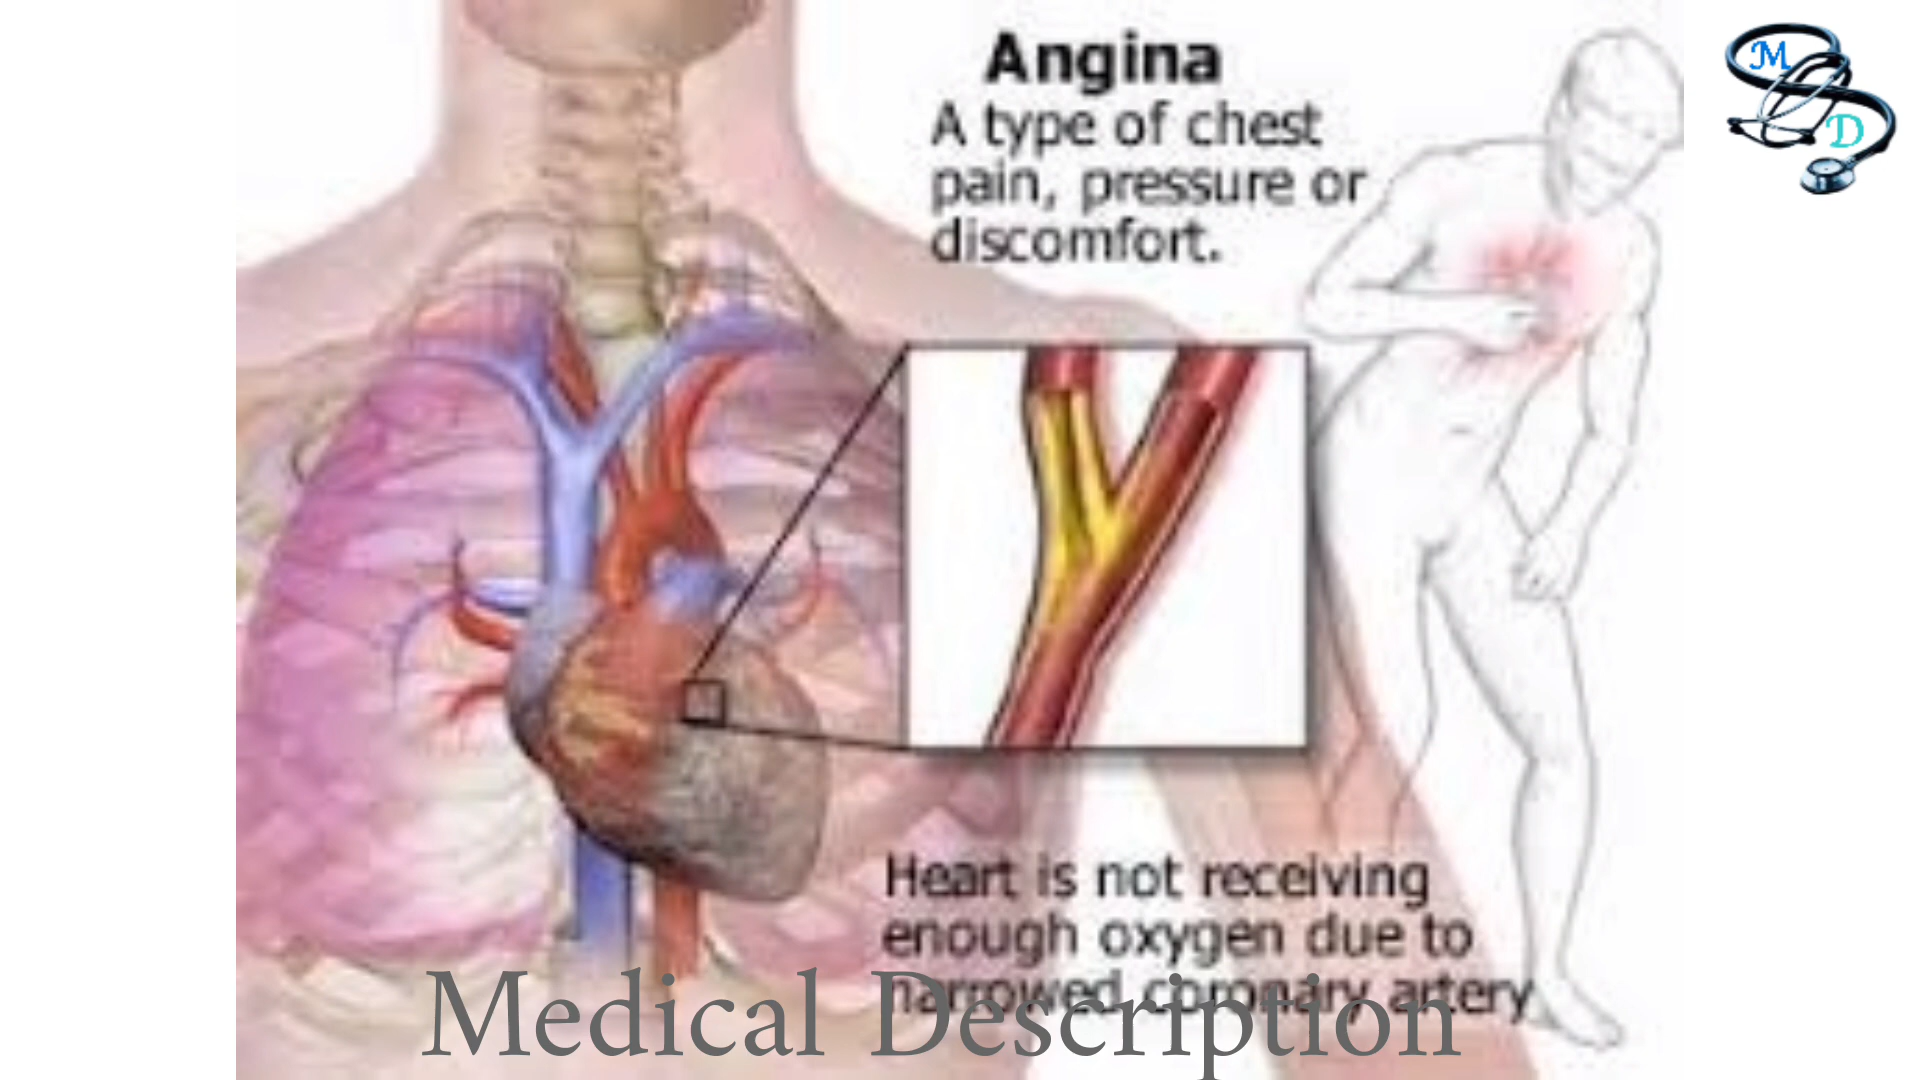 Angina
A type of chest
pain, pressure or
discomfort.
M
D
Heart is not receiving
enough oxygen due to
narrowed coronary artery
Medical Description